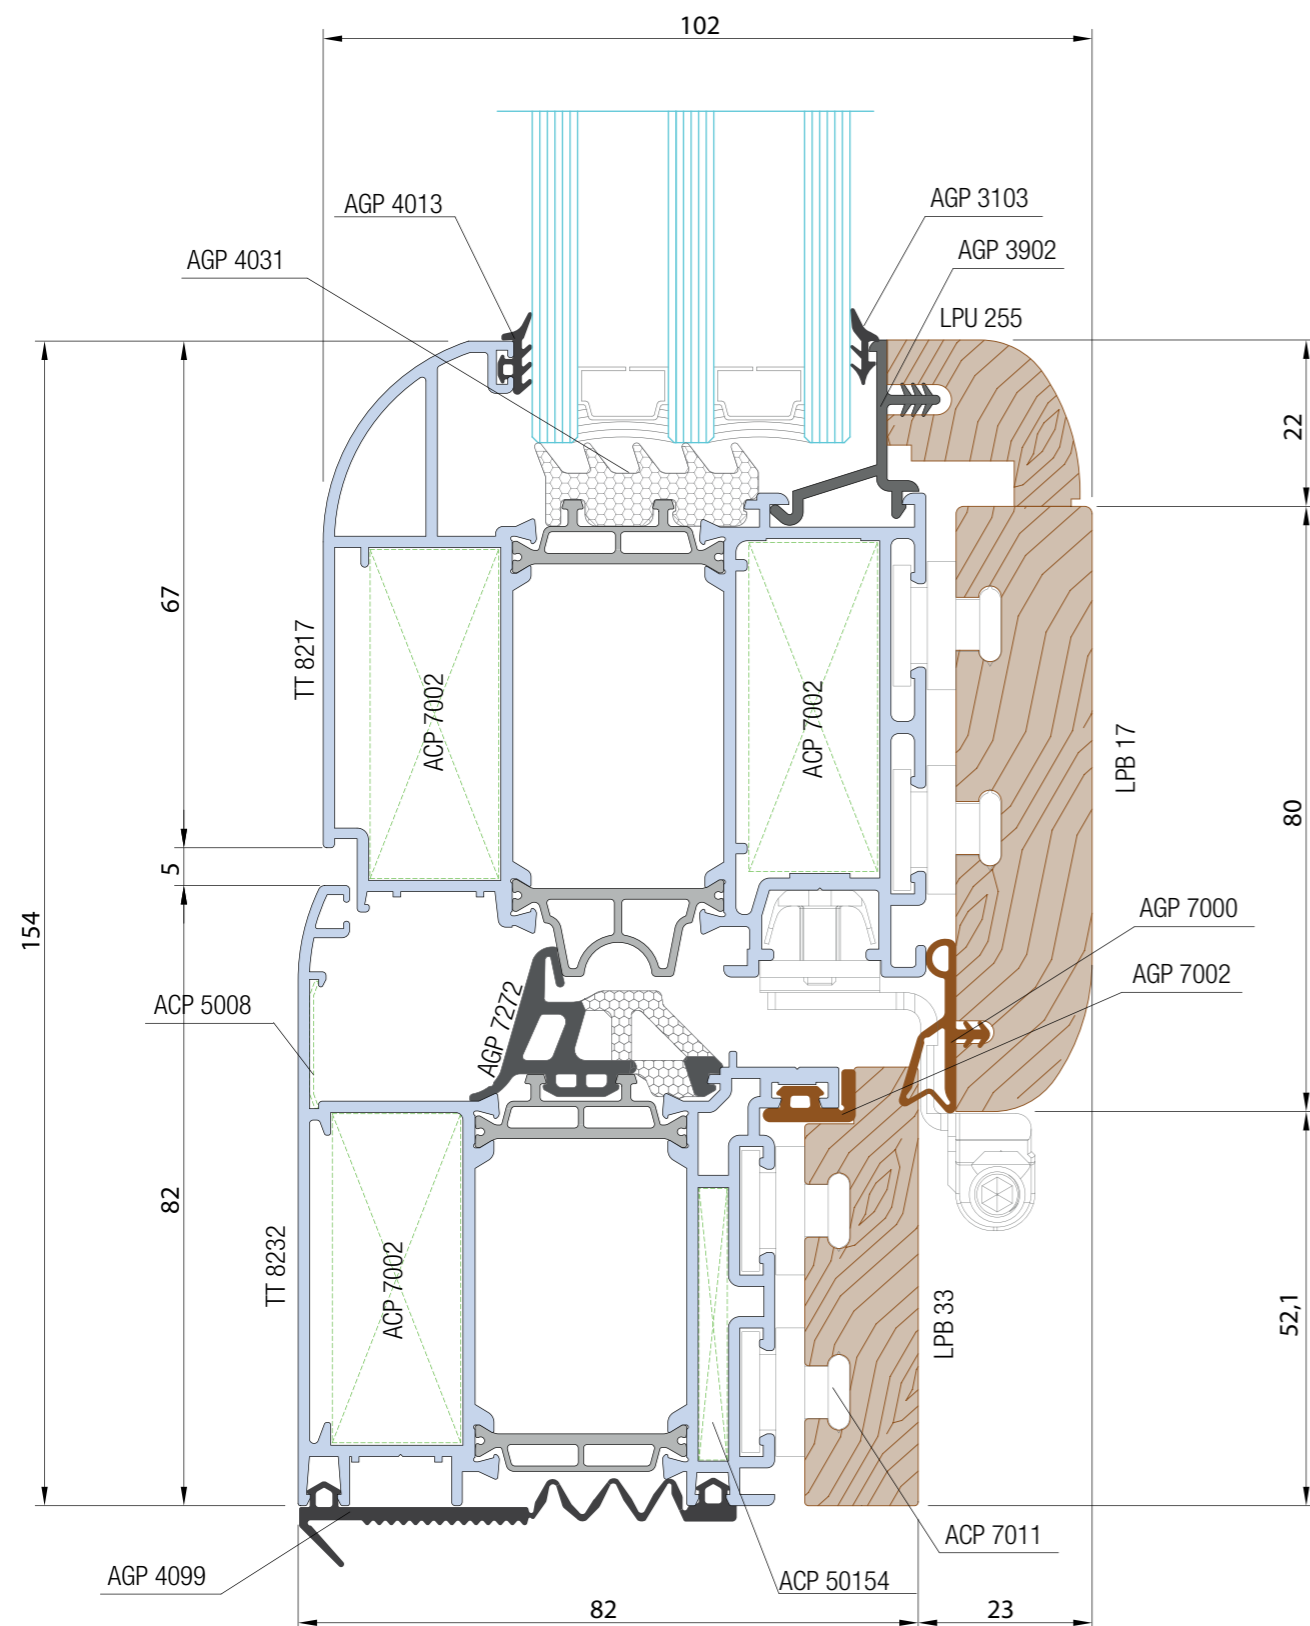 102
AGP 4013
AGP 3103
AGP 4031
AGP 3902
LPU 255
22
67
TT 8217
ACP 7002
ACP 7002
LPB 17
80
5
154
AGP 7000
AGP 7002
ACP 5008
AGP 7272
82
TT 8232
ACP 7002
LPB 33
52,1
ACP 7011
AGP 4099
ACP 50154
82
23